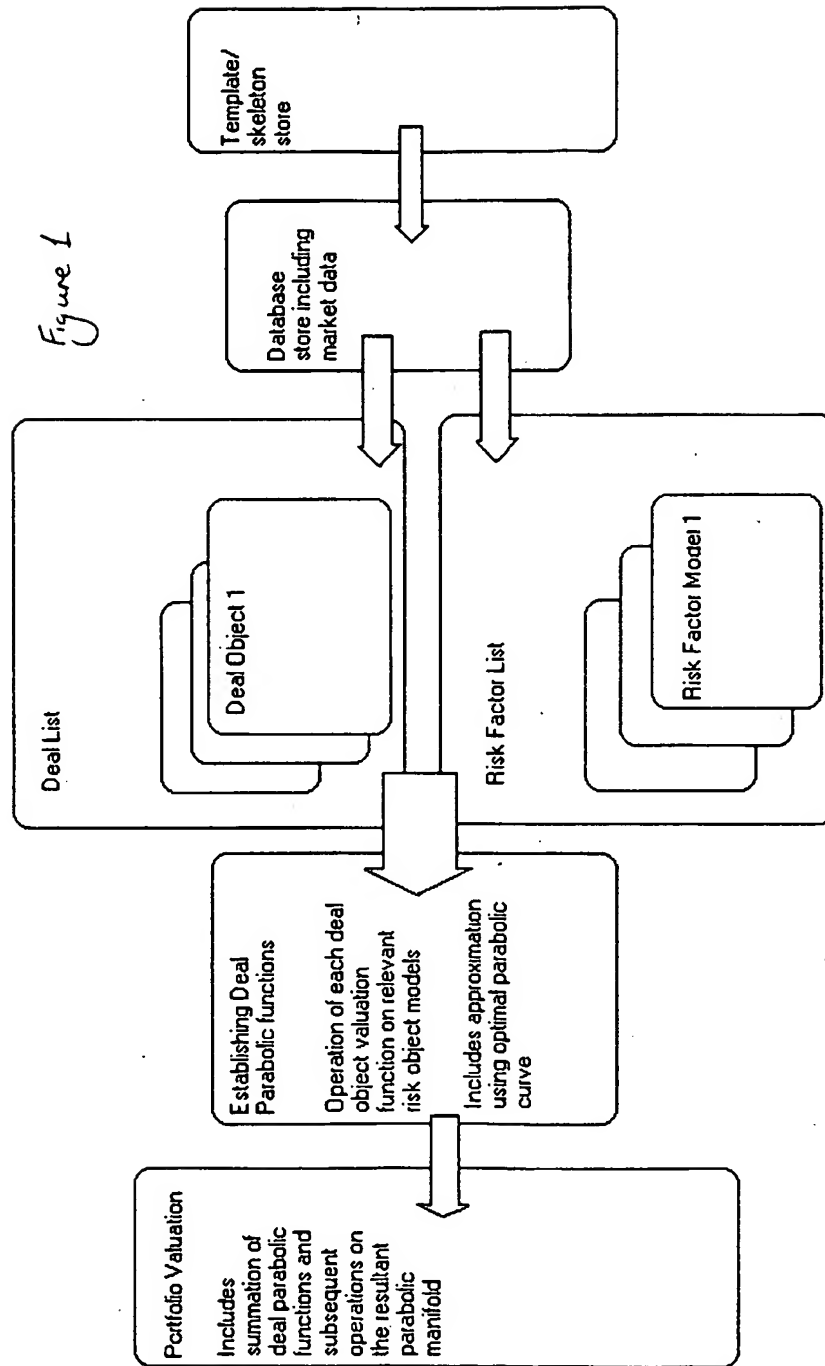 Figure 1
Template/
skeleton
store
Database
store including
market data
Deal List
Deal Object 1
Risk Factor List
Risk Factor Model 1
Establishing Deal
Parabolic functions
Operation of each deal
object valuation
function on relevant
risk object models
Includes approximation
using optimal parabolic
curve
Portfolio Valuation
Includes
summation of
deal parabolic
functions and
subsequent
operations on
the resultant
parabolic
manifold